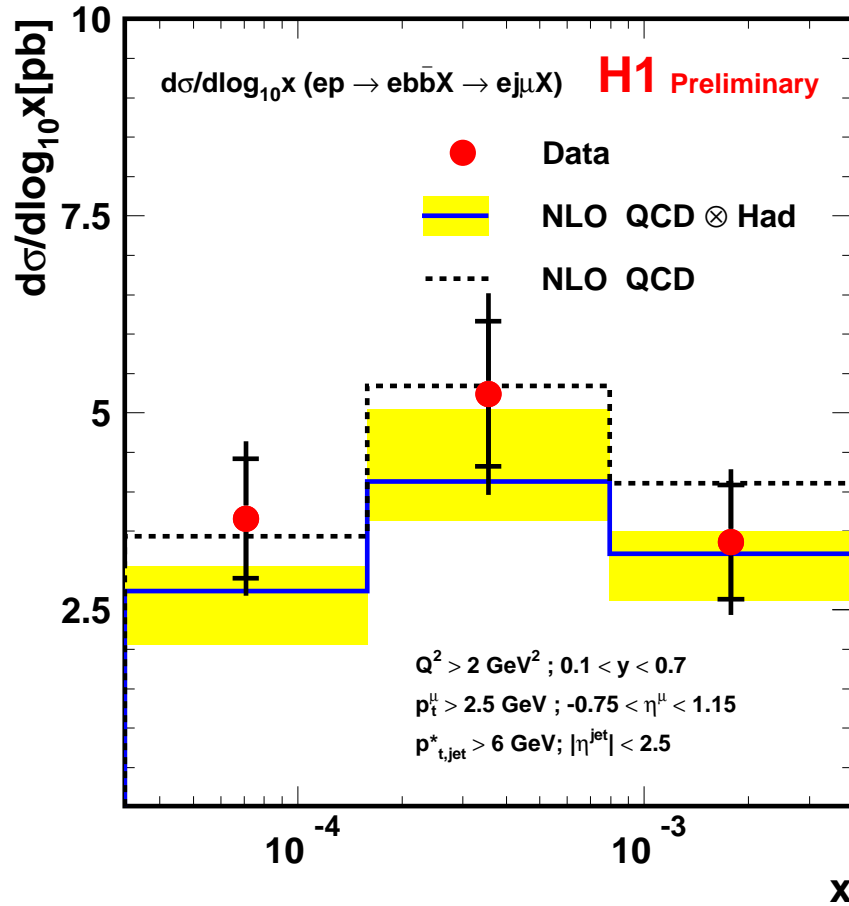 10
dσ/dlog₁₀x (ep → ebb̄X → ejμX) H1 Preliminary
dσ/dlog₁₀x[pb]
Data
7.5
NLO QCD ⊗ Had
NLO QCD
5
2.5
Q² > 2 GeV² ; 0.1 < y < 0.7
pₜ^μ > 2.5 GeV ; -0.75 < η^μ < 1.15
p*ₜ,jet > 6 GeV; |η^jet| < 2.5
10⁻⁴ 10⁻³
x